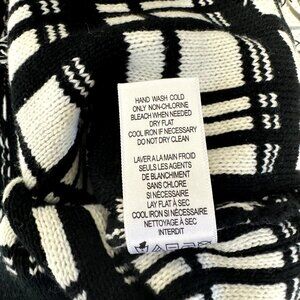 HAND WASH COLD
ONLY NON-CHLORINE
BLEACH WHEN NEEDED
DRY FLAT
COOL IRON IF NECESSARY
DO NOT DRY CLEAN
LAVER A LA MAIN FROID
SEULS LES AGENTS
DE BLANCHIMENT
SANS CHLORE
SI NÉCESSAIRE
LAY FLAT À SEC
COOL IRON SI NÉCESSAIRE
NETTOYAGE À SEC
INTERDIT